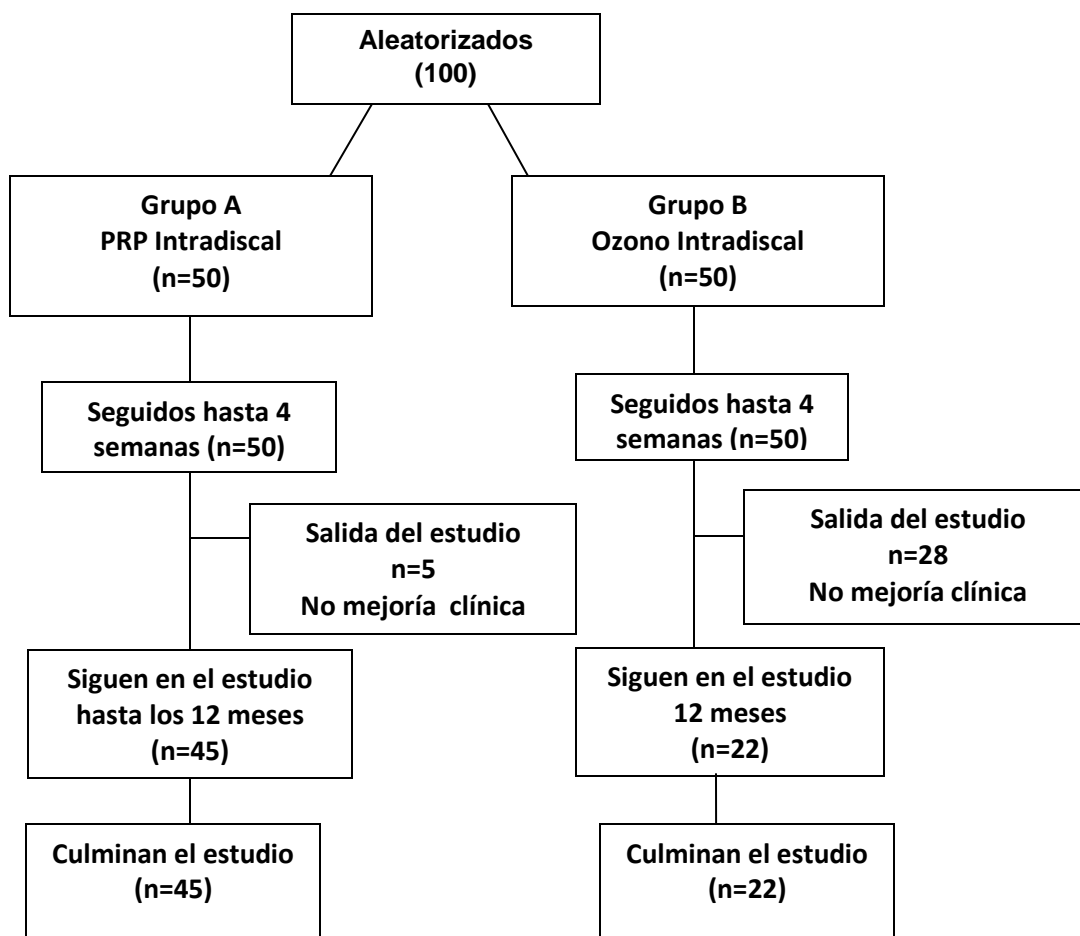 Aleatorizados
(100)
Grupo A
PRP Intradiscal
(n=50)
Grupo B
Ozono Intradiscal
(n=50)
Seguidos hasta 4
semanas (n=50)
Seguidos hasta 4
semanas (n=50)
Salida del estudio
n=5
No mejoría clínica
Salida del estudio
n=28
No mejoría clínica
Siguen en el estudio
hasta los 12 meses
(n=45)
Siguen en el estudio
12 meses
(n=22)
Culminan el estudio
(n=45)
Culminan el estudio
(n=22)